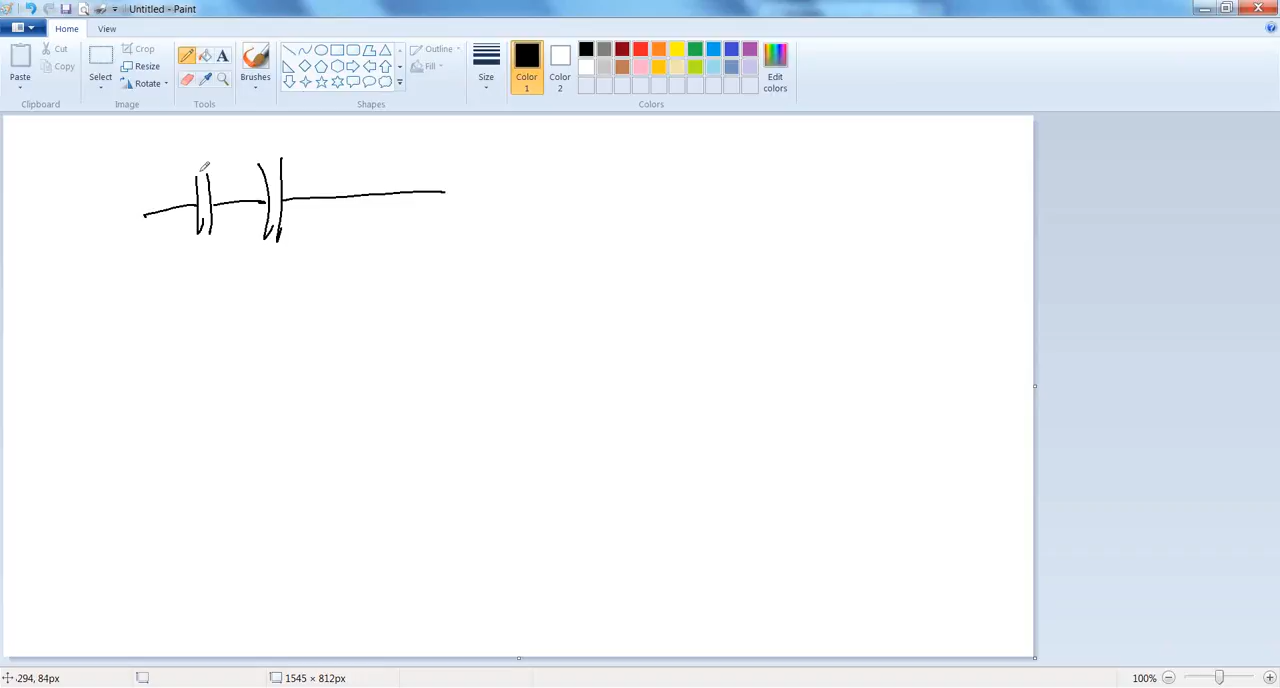 Untitled - Paint
Home View
Paste
Cut
Copy
Clipboard
Select
Crop
Resize
Rotate
Image
Tools
Brushes
Shapes
Outline
Fill
Size
Color 1
Color 2
Edit colors
Colors
294, 84px
1545 × 812px
100%